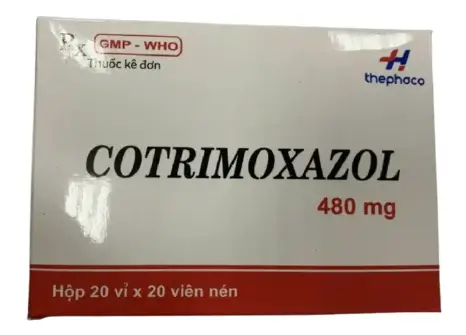 Rx GMP - WHO
Thuốc kê đơn
thephaco
COTRIMOXAZOL
480 mg
Hộp 20 vỉ x 20 viên nén